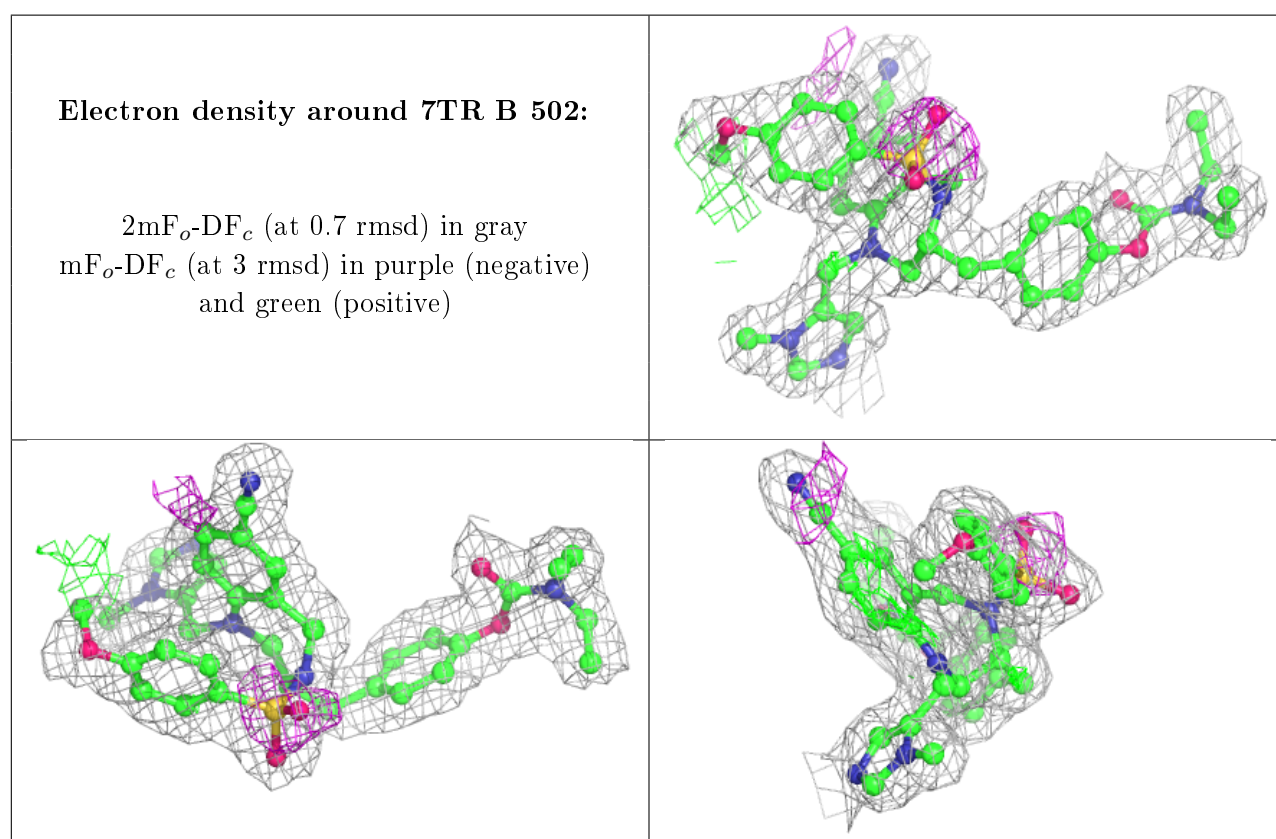 Electron density around 7TR B 502:
2mFo-DFc (at 0.7 rmsd) in gray
mFo-DFc (at 3 rmsd) in purple (negative)
and green (positive)